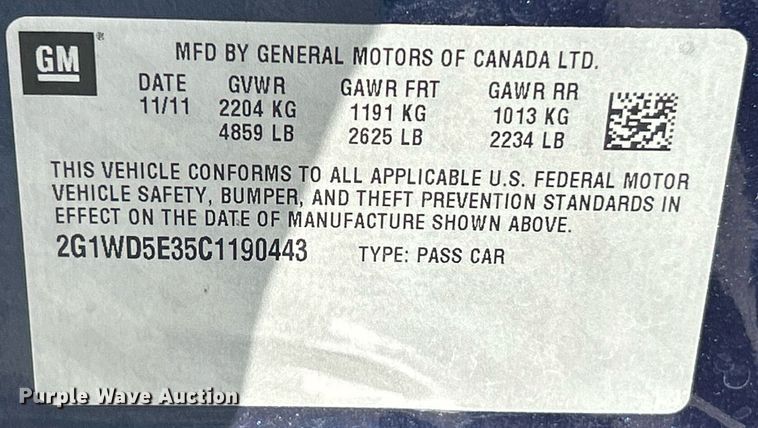 GM
MFD BY GENERAL MOTORS OF CANADA LTD.
DATE GVWR GAWR FRT GAWR RR
11/11 2204 KG 1191 KG 1013 KG
4859 LB 2625 LB 2234 LB
THIS VEHICLE CONFORMS TO ALL APPLICABLE U.S. FEDERAL MOTOR
VEHICLE SAFETY, BUMPER, AND THEFT PREVENTION STANDARDS IN
EFFECT ON THE DATE OF MANUFACTURE SHOWN ABOVE.
2G1WD5E35C1190443 TYPE: PASS CAR
Purple Wave Auction